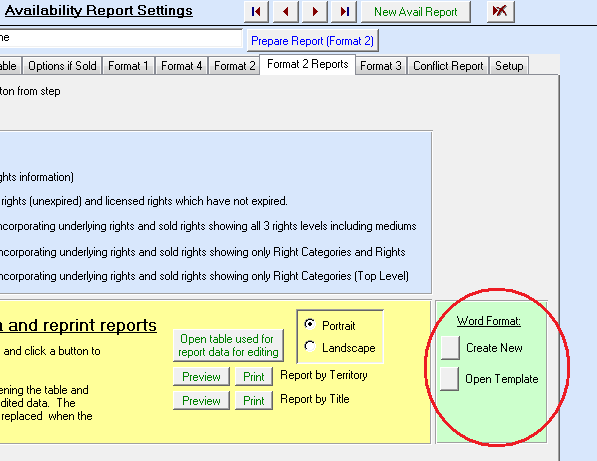 Availability Report Settings
New Avail Report
ne
Prepare Report (Format 2)
able
Options if Sold
Format 1
Format 4
Format 2
Format 2 Reports
Format 3
Conflict Report
Setup
ton from step
ghts information)
rights (unexpired) and licensed rights which have not expired.
ncorporating underlying rights and sold rights showing all 3 rights levels including mediums
ncorporating underlying rights and sold rights showing only Right Categories and Rights
ncorporating underlying rights and sold rights showing only Right Categories (Top Level)
a and reprint reports
and click a button to
ening the table and
dited data. The
replaced when the
Open table used for
report data for editing
Portrait
Landscape
Preview
Print
Report by Territory
Preview
Print
Report by Title
Word Format:
Create New
Open Template